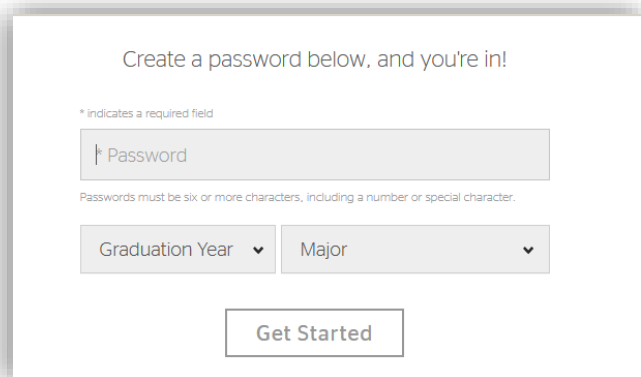 Create a password below, and you're in!
* indicates a required field
* Password
Passwords must be six or more characters, including a number or special character.
Graduation Year Major
Get Started